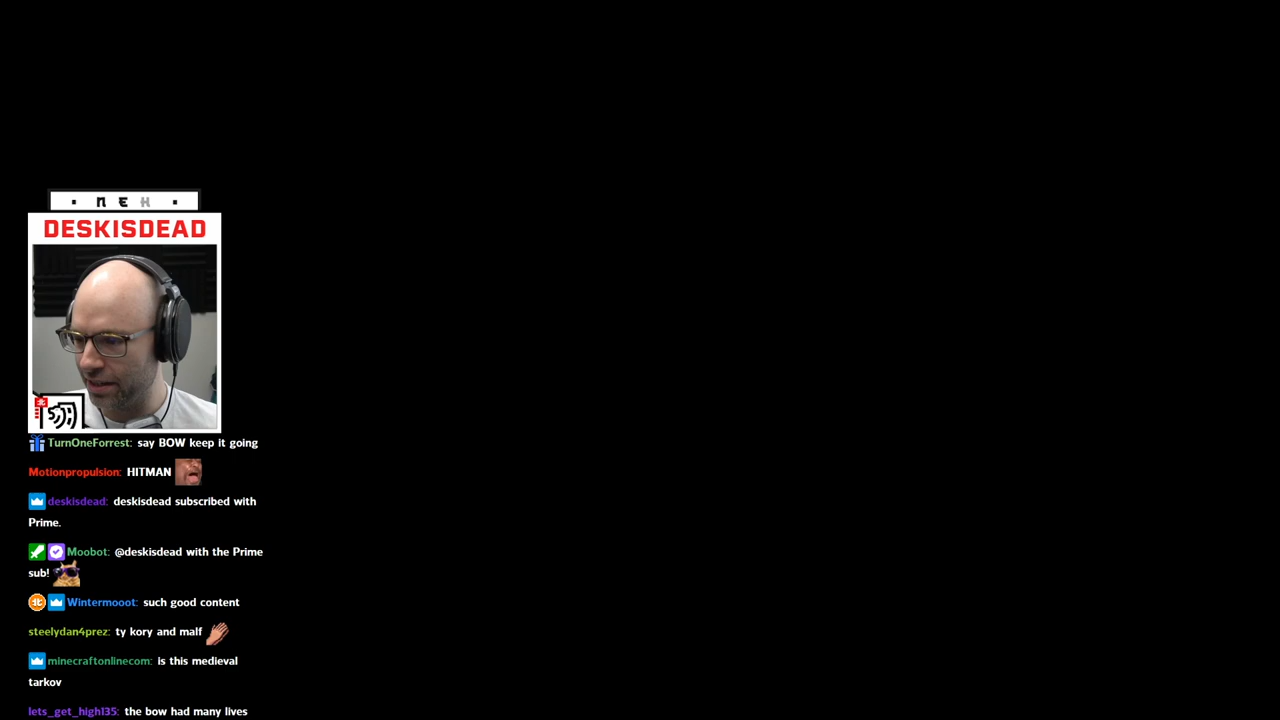 · n E H ·
DESKISDEAD
TurnOneForrest: say BOW keep it going
Motionpropulsion: HITMAN
deskisdead: deskisdead subscribed with
Prime.
Moobot: @deskisdead with the Prime
sub!
Wintermooot: such good content
steelydan4prez: ty kory and malf
minecraftonlinecom: is this medieval
tarkov
lets_get_high135: the bow had many lives